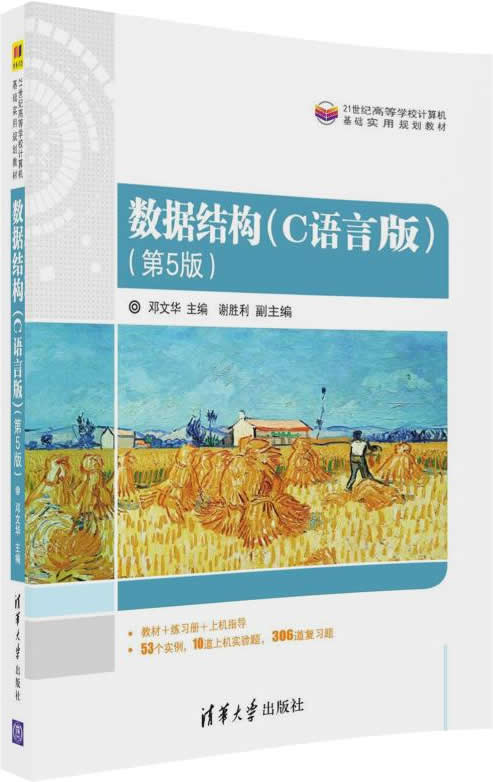 21世纪高等学校计算机
基础实用规划教材
数据结构(C语言版)
(第5版)
◎ 邓文华 主编 谢胜利 副主编
• 教材+练习册+上机指导
• 53个实例,10道上机实验题,306道复习题
清华大学出版社
21世纪高等学校计算机
基础实用规划教材
数据结构(C语言版)(第5版)
◎ 邓文华 主编
清华大学出版社